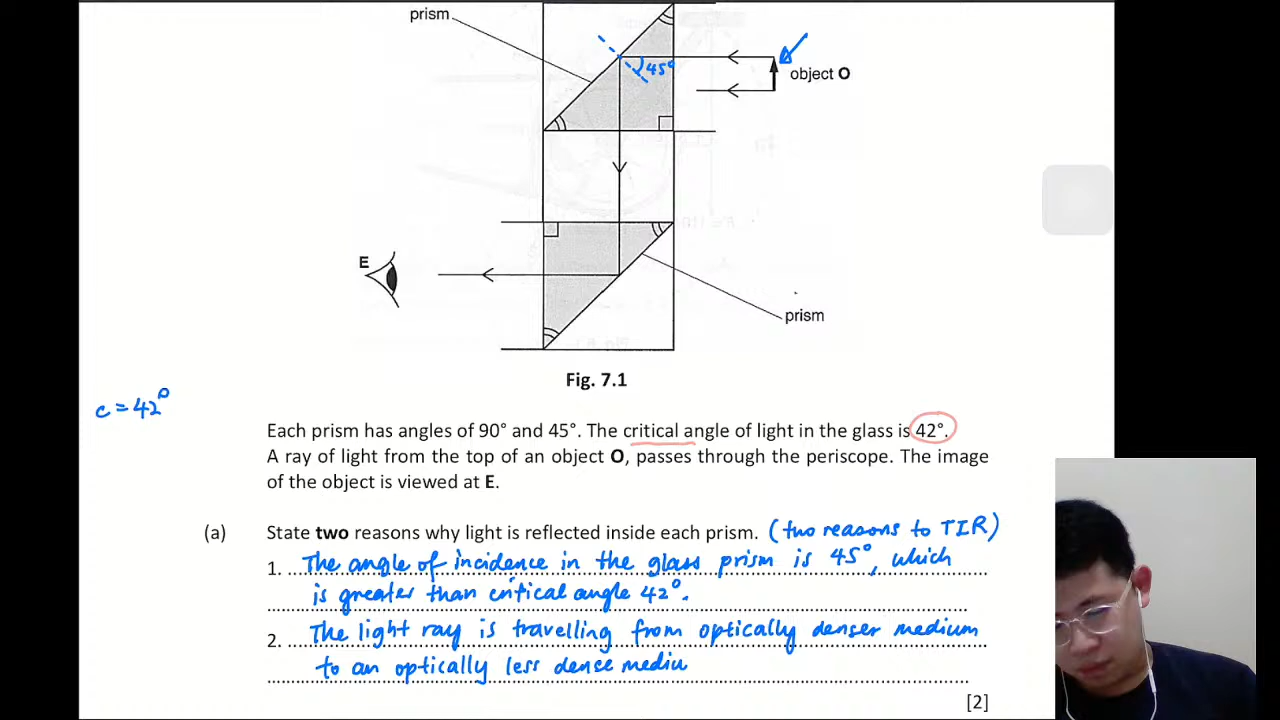 prism
45°
object O
E
prism
Fig. 7.1
c = 42°
Each prism has angles of 90° and 45°. The critical angle of light in the glass is 42°.
A ray of light from the top of an object O, passes through the periscope. The image
of the object is viewed at E.
(a) State two reasons why light is reflected inside each prism. (two reasons to TIR)
1. The angle of incidence in the glass prism is 45°, which
is greater than critical angle 42°.
2. The light ray is travelling from optically denser medium
to an optically less dense mediu
[2]